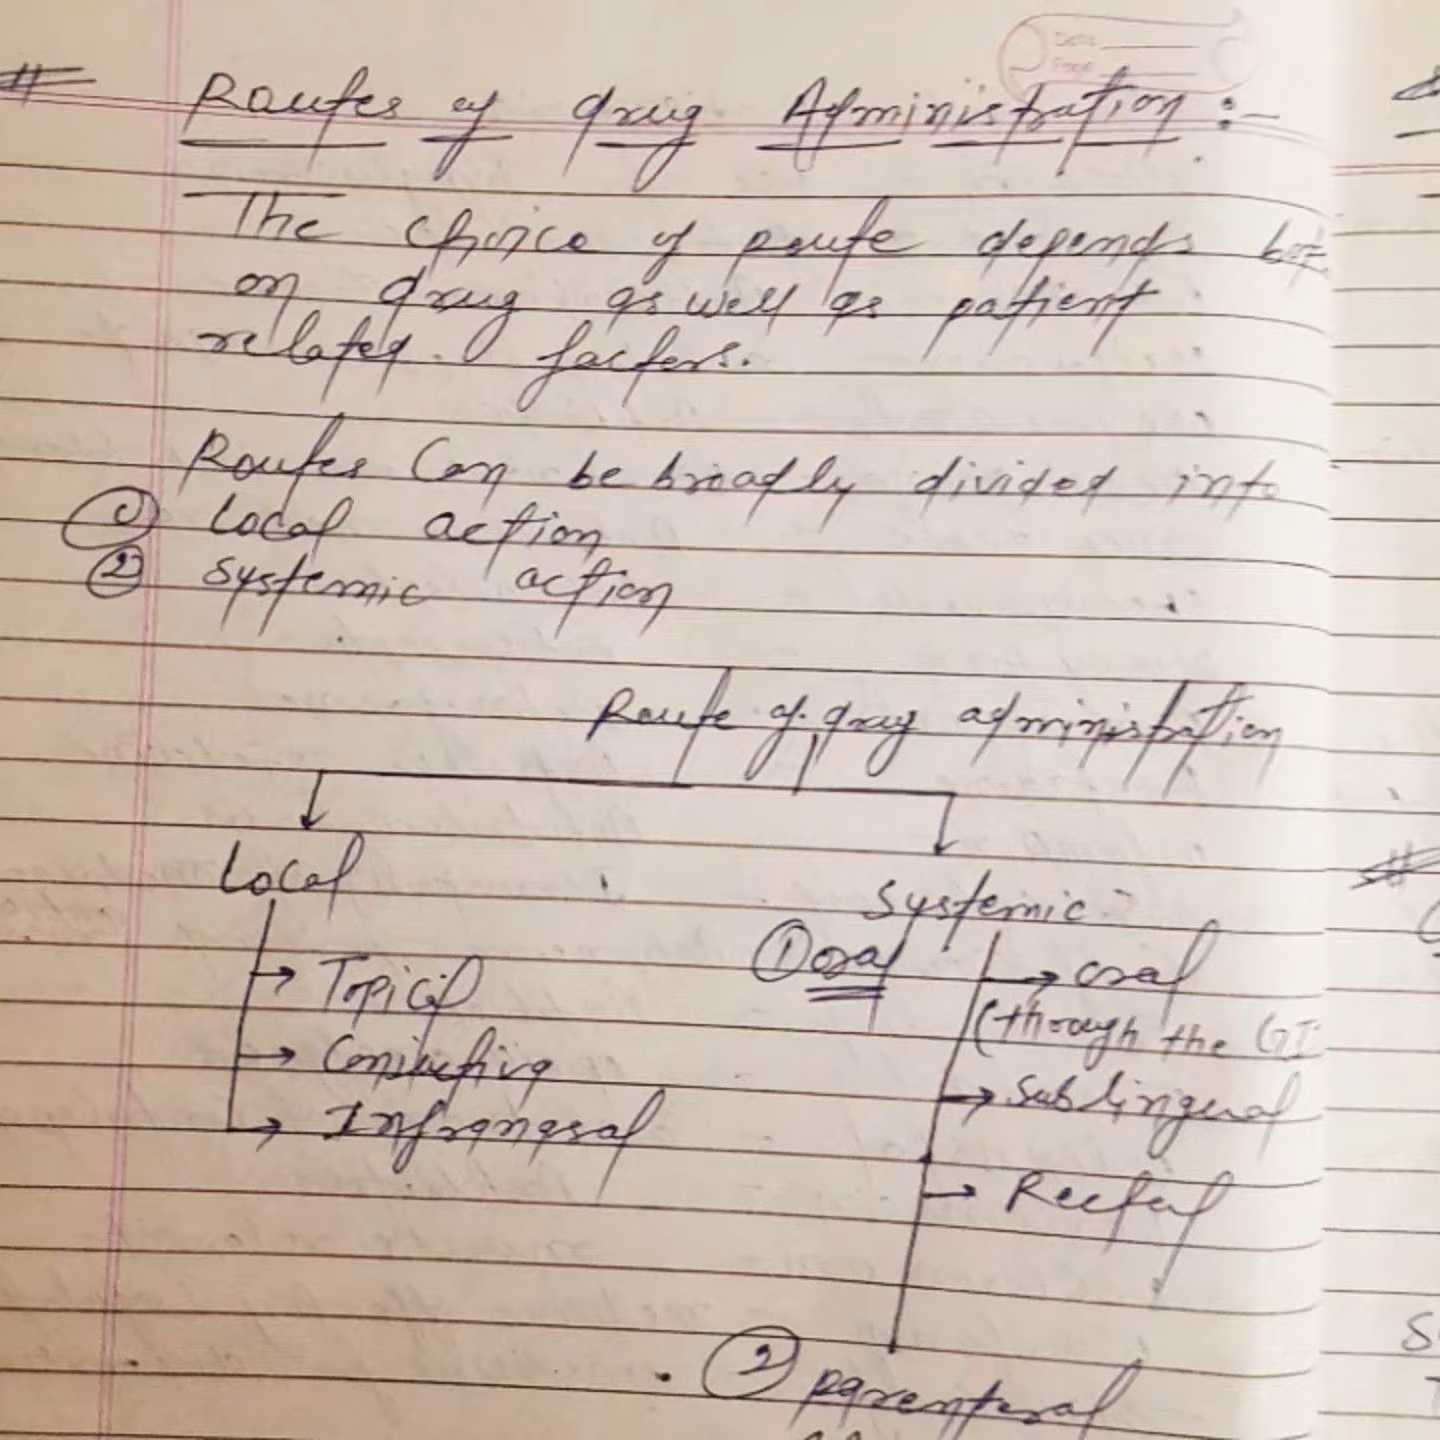 # Routes of drug Administration :-
The choice of route depends bot
on drug as well as patient
related factors.
Routes can be broadly divided into
① Local action
② Systemic action
Route of drug administration
Local
Systemic
→ Topical
→
→ Intranasal
① oral
→ oral
(through the GI
→ Sublingual
→ Rectal
② parenteral